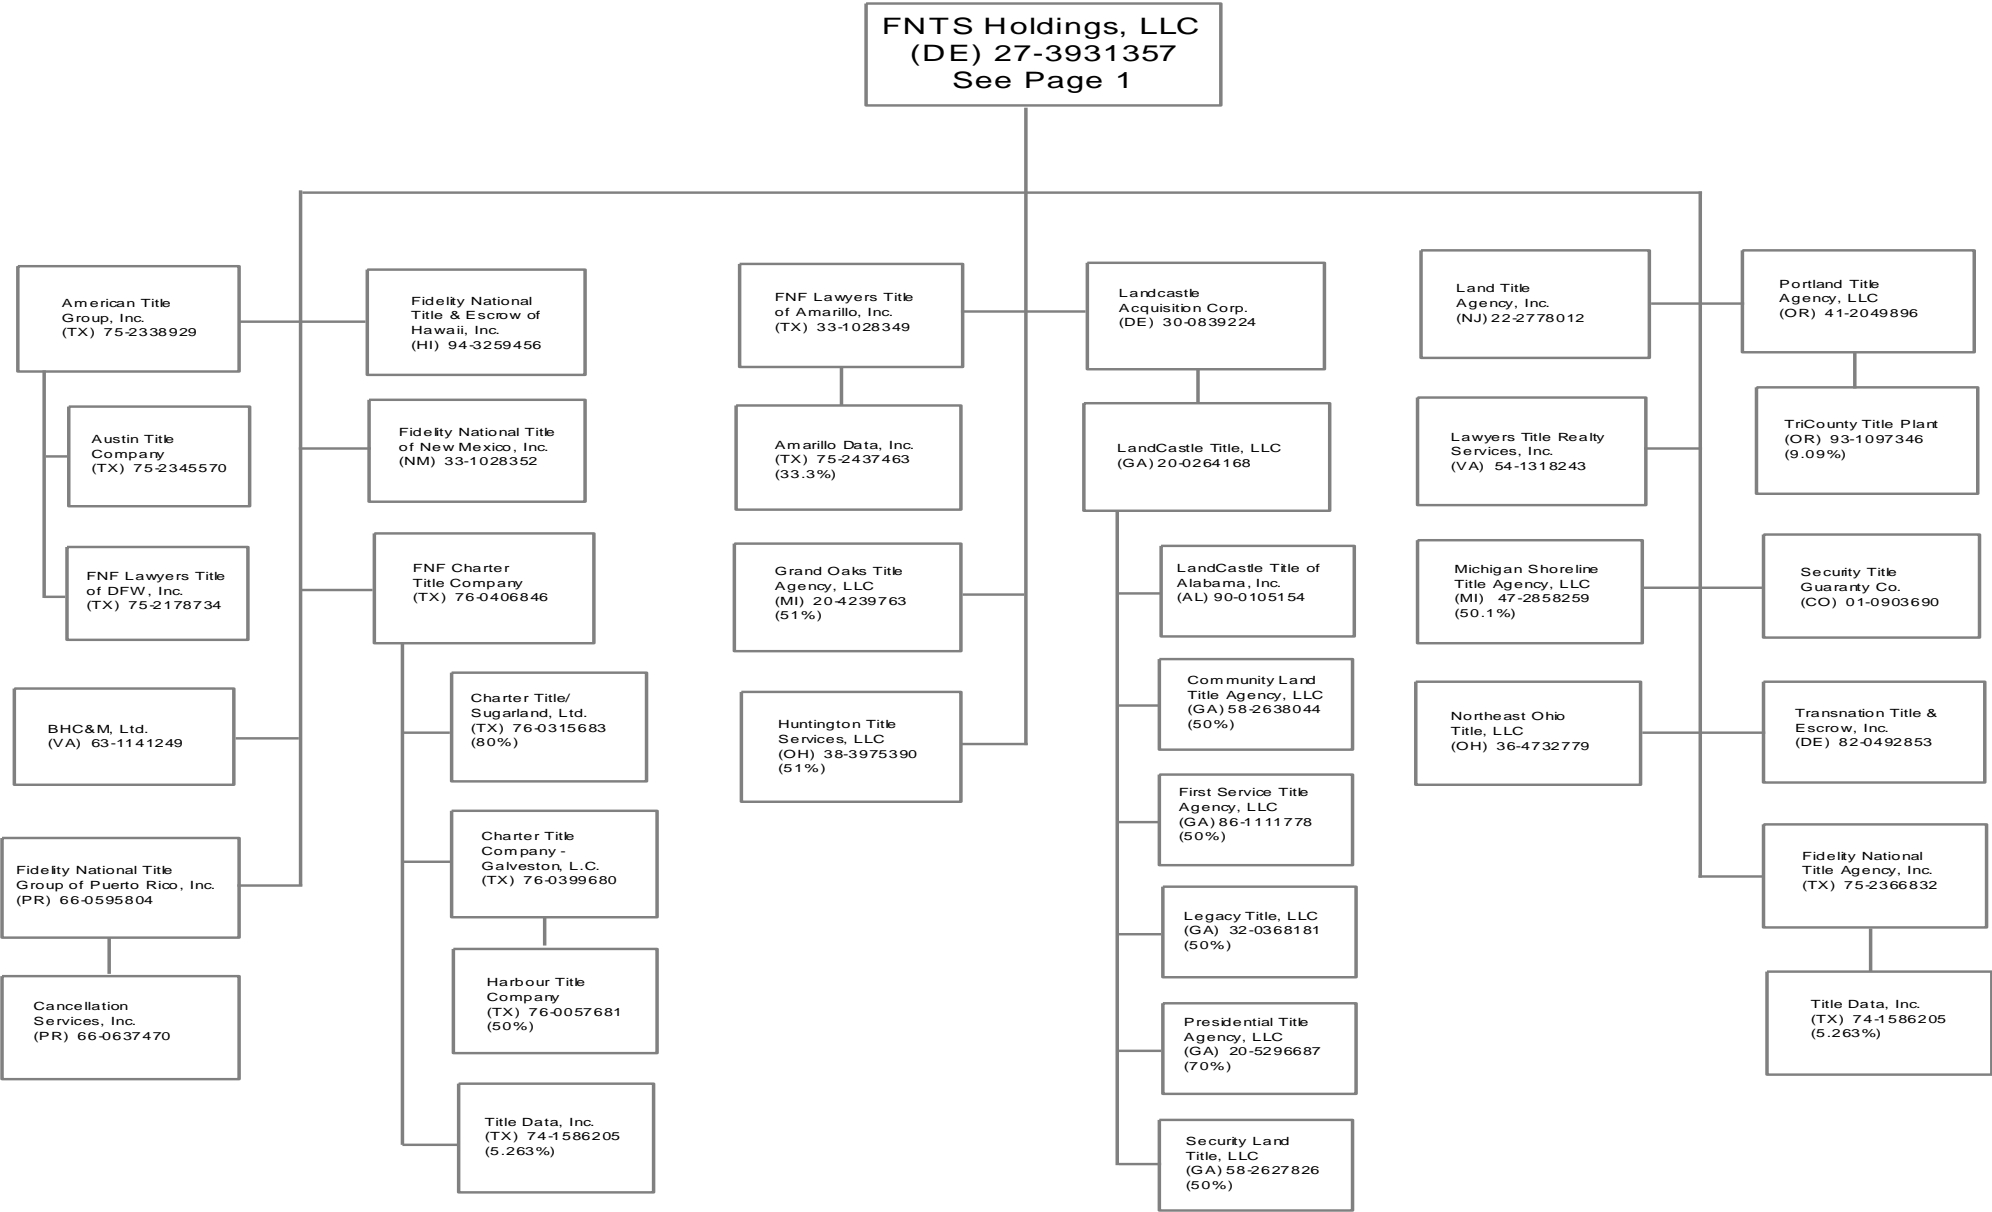 FNTS Holdings, LLC
(DE) 27-3931357
See Page 1
American Title
Group, Inc.
(TX) 75-2338929
Austin Title
Company
(TX) 75-2345570
FNF Lawyers Title
of DFW, Inc.
(TX) 75-2178734
BHC&M, Ltd.
(VA) 63-1141249
Fidelity National Title
Group of Puerto Rico, Inc.
(PR) 66-0595804
Cancellation
Services, Inc.
(PR) 66-0637470
Fidelity National
Title & Escrow of
Hawaii, Inc.
(HI) 94-3259456
Fidelity National Title
of New Mexico, Inc.
(NM) 33-1028352
FNF Charter
Title Company
(TX) 76-0406846
Charter Title/
Sugarland, Ltd.
(TX) 76-0315683
(80%)
Charter Title
Company -
Galveston, L.C.
(TX) 76-0399680
Harbour Title
Company
(TX) 76-0057681
(50%)
Title Data, Inc.
(TX) 74-1586205
(5.263%)
FNF Lawyers Title
of Amarillo, Inc.
(TX) 33-1028349
Amarillo Data, Inc.
(TX) 75-2437463
(33.3%)
Grand Oaks Title
Agency, LLC
(MI) 20-4239763
(51%)
Huntington Title
Services, LLC
(OH) 38-3975390
(51%)
Landcastle
Acquisition Corp.
(DE) 30-0839224
LandCastle Title, LLC
(GA) 20-0264168
LandCastle Title of
Alabama, Inc.
(AL) 90-0105154
Community Land
Title Agency, LLC
(GA) 58-2638044
(50%)
First Service Title
Agency, LLC
(GA) 86-1111778
(50%)
Legacy Title, LLC
(GA) 32-0368181
(50%)
Presidential Title
Agency, LLC
(GA) 20-5296687
(70%)
Security Land
Title, LLC
(GA) 58-2627826
(50%)
Land Title
Agency, Inc.
(NJ) 22-2778012
Lawyers Title Realty
Services, Inc.
(VA) 54-1318243
Michigan Shoreline
Title Agency, LLC
(MI) 47-2858259
(50.1%)
Northeast Ohio
Title, LLC
(OH) 36-4732779
Portland Title
Agency, LLC
(OR) 41-2049896
TriCounty Title Plant
(OR) 93-1097346
(9.09%)
Security Title
Guaranty Co.
(CO) 01-0903690
Transnation Title &
Escrow, Inc.
(DE) 82-0492853
Fidelity National
Title Agency, Inc.
(TX) 75-2366832
Title Data, Inc.
(TX) 74-1586205
(5.263%)